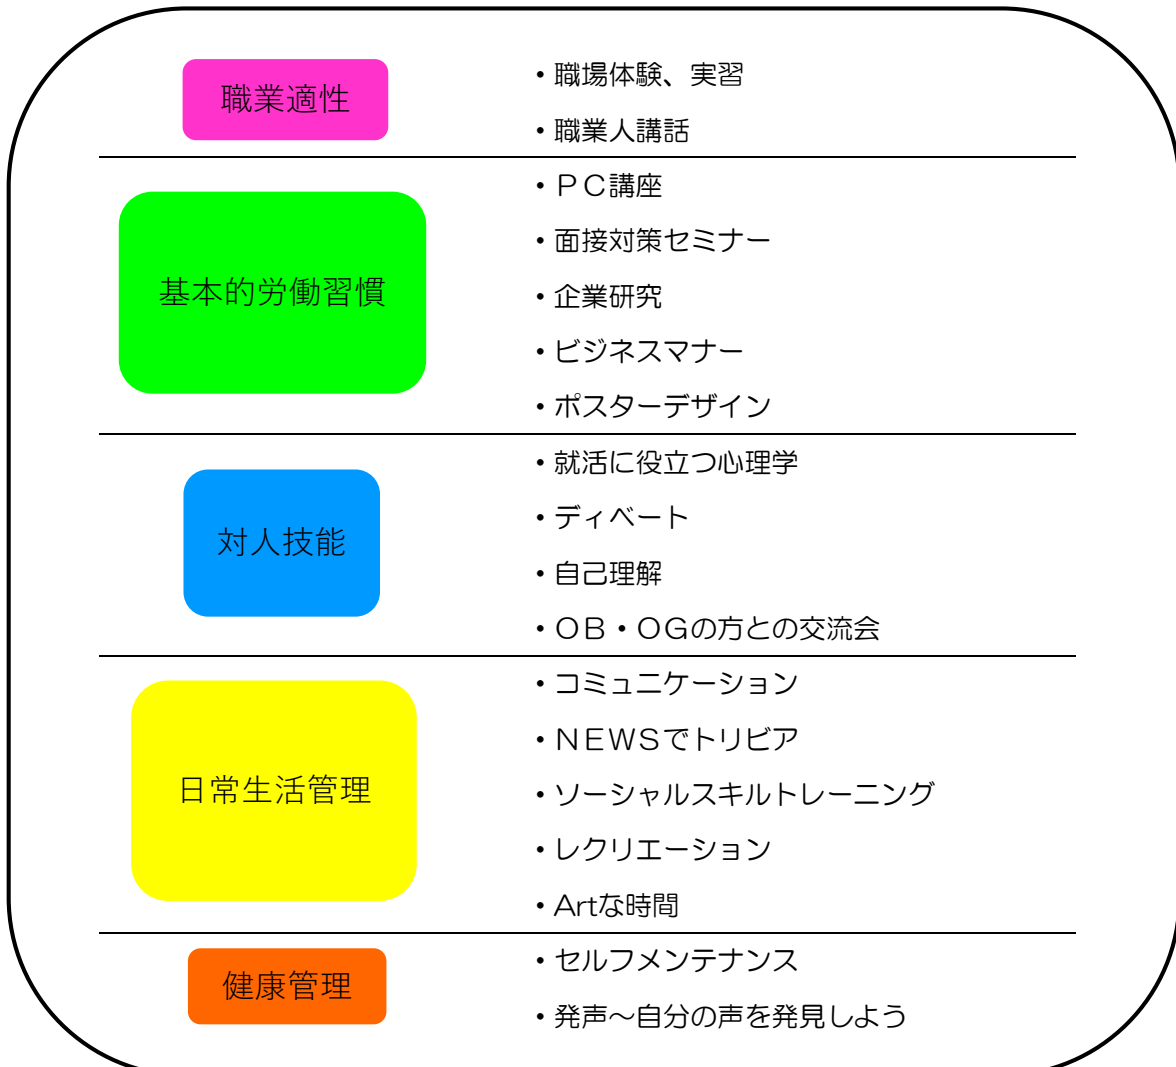 職業適性
・職場体験、実習
・職業人講話
基本的労働習慣
・ＰＣ講座
・面接対策セミナー
・企業研究
・ビジネスマナー
・ポスターデザイン
対人技能
・就活に役立つ心理学
・ディベート
・自己理解
・ＯＢ・ＯＧの方との交流会
日常生活管理
・コミュニケーション
・ＮＥＷＳでトリビア
・ソーシャルスキルトレーニング
・レクリエーション
・Artな時間
健康管理
・セルフメンテナンス
・発声～自分の声を発見しよう